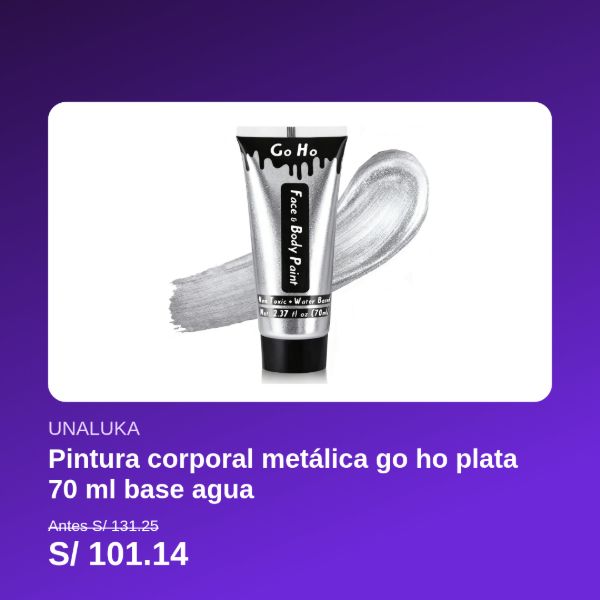 Go Ho
Face & Body Paint
Non Toxic • Water Based
Net. 2.37 fl oz (70mL)
UNALUKA
Pintura corporal metálica go ho plata
70 ml base agua
Antes S/ 131.25
S/ 101.14